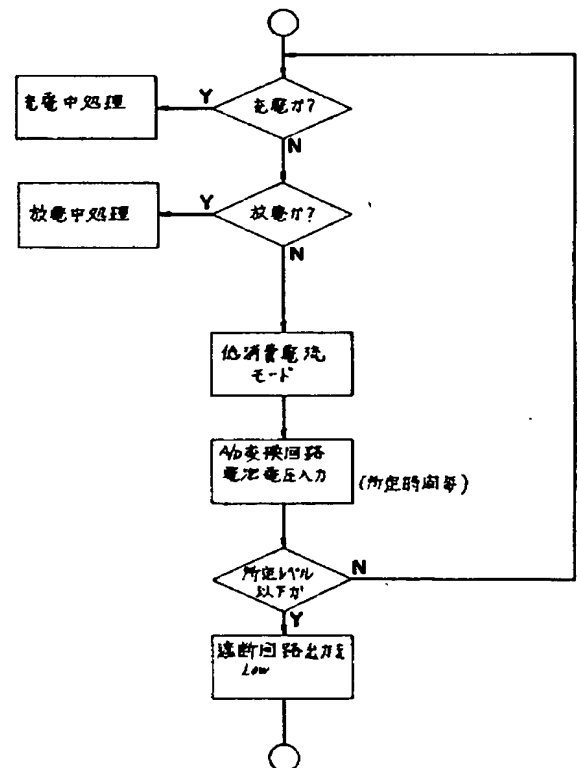 充電か?
Y
充電中処理
N
放電か?
Y
放電中処理
N
低消費電流
モード
A/D変換回路
電池電圧入力
(所定時間毎)
所定レベル
以下か
N
Y
遮断回路出力を
Low